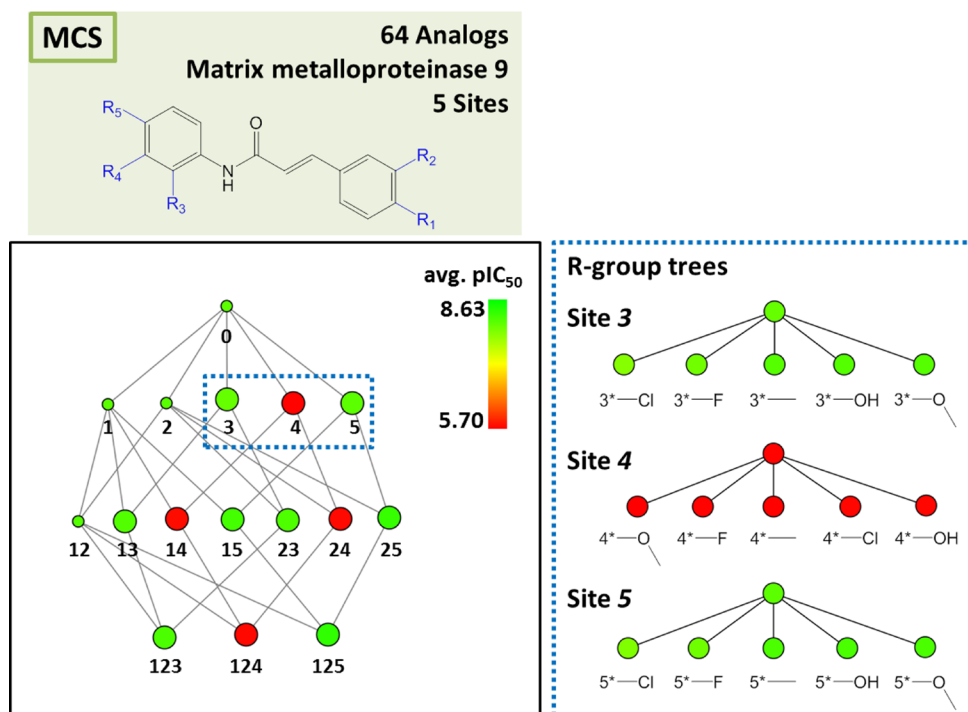 MCS
64 Analogs
Matrix metalloproteinase 9
5 Sites
R5
O
R4
N
H
R3
R2
R1
avg. pIC50
8.63
5.70
0
1 2 3 4 5
12 13 14 15 23 24 25
123 124 125
R-group trees
Site 3
3*—Cl 3*—F 3*— 3*—OH 3*—O
Site 4
4*—O 4*—F 4*— 4*—Cl 4*—OH
Site 5
5*—Cl 5*—F 5*— 5*—OH 5*—O